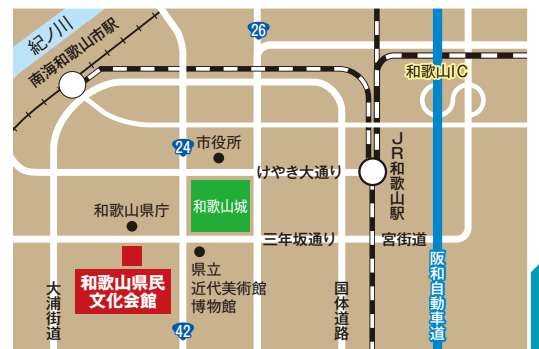 紀ノ川
南海和歌山市駅
26
和歌山IC
市役所
24
けやき大通り
JR和歌山駅
和歌山城
和歌山県庁
三年坂通り
宮街道
和歌山県民
文化会館
県立
近代美術館
博物館
大浦街道
国体道路
阪和自動車道
42